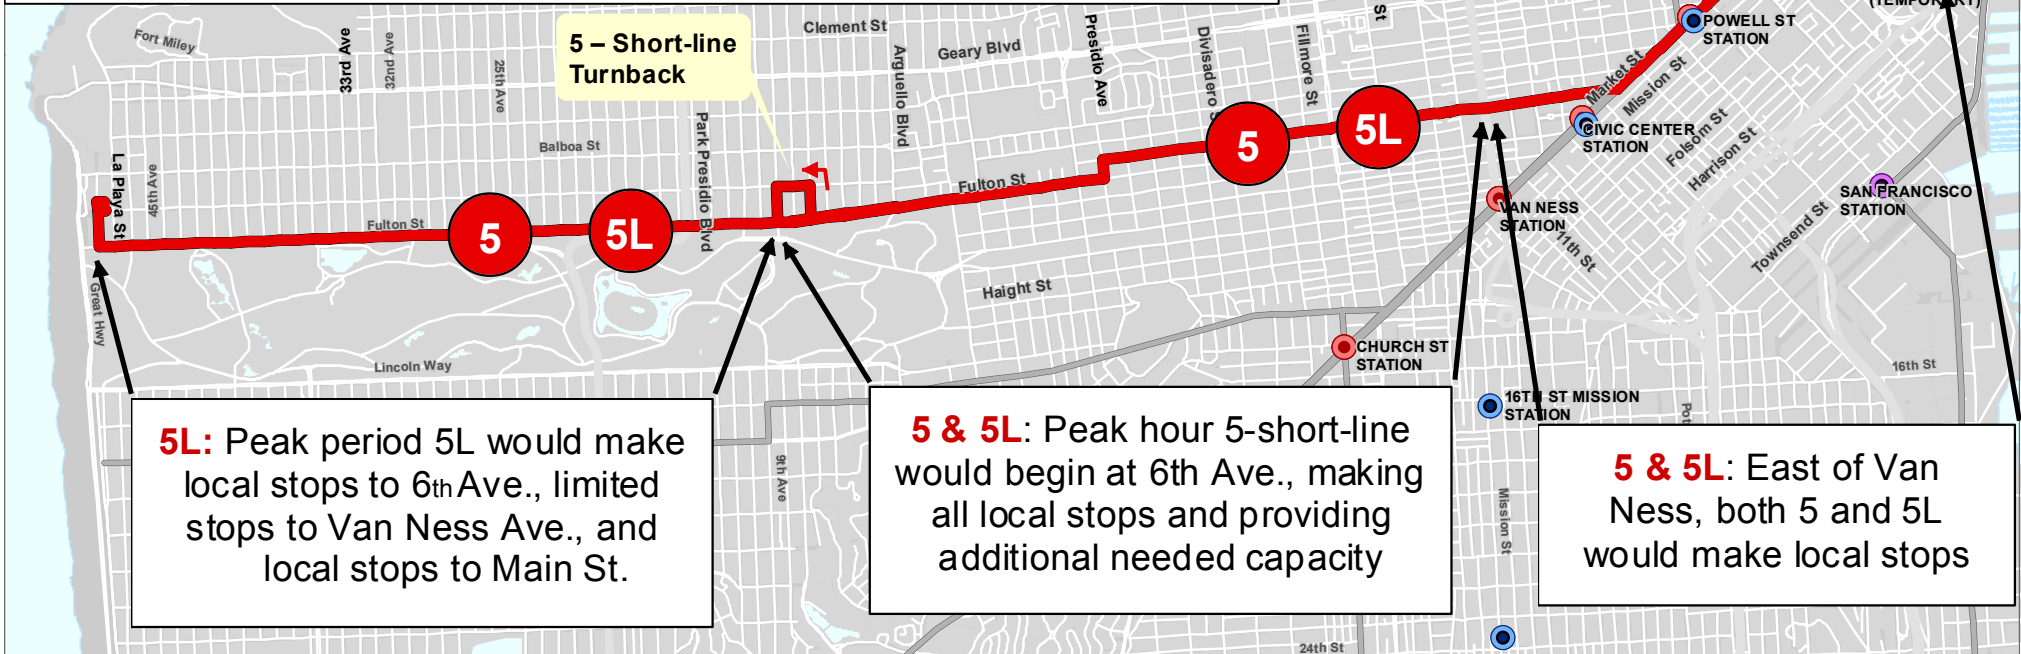 (TEMPORARY)
Clement St
Fort Miley
33rd Ave
32nd Ave
5 – Short-line
Turnback
Geary Blvd
Presidio Ave
Divisadero S
Fillmore St
St
POWELL ST
STATION
25th Ave
Arguello Blvd
Market St
Mission St
Park Presidio Blvd
Balboa St
5
5L
CIVIC CENTER
STATION
Folsom St
Harrison St
La Playa St
45th Ave
Fulton St
Fulton St
5
5L
VAN NESS
STATION
11th St
SAN FRANCISCO
STATION
Townsend St
Great Hwy
Haight St
Lincoln Way
CHURCH ST
STATION
16th St
16TH ST MISSION
STATION
Pot
5L: Peak period 5L would make
local stops to 6th Ave., limited
stops to Van Ness Ave., and
local stops to Main St.
9th Ave
5 & 5L: Peak hour 5-short-line
would begin at 6th Ave., making
all local stops and providing
additional needed capacity
Mission St
5 & 5L: East of Van
Ness, both 5 and 5L
would make local stops
24th St